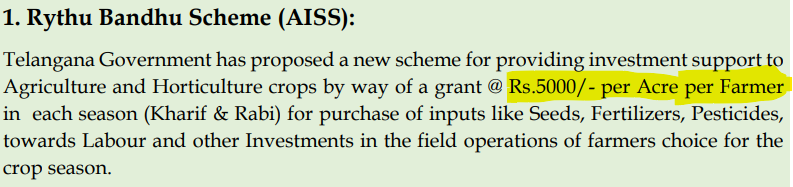 1. Rythu Bandhu Scheme (AISS):
Telangana Government has proposed a new scheme for providing investment support to
Agriculture and Horticulture crops by way of a grant @ Rs.5000/- per Acre per Farmer
in each season (Kharif & Rabi) for purchase of inputs like Seeds, Fertilizers, Pesticides,
towards Labour and other Investments in the field operations of farmers choice for the
crop season.